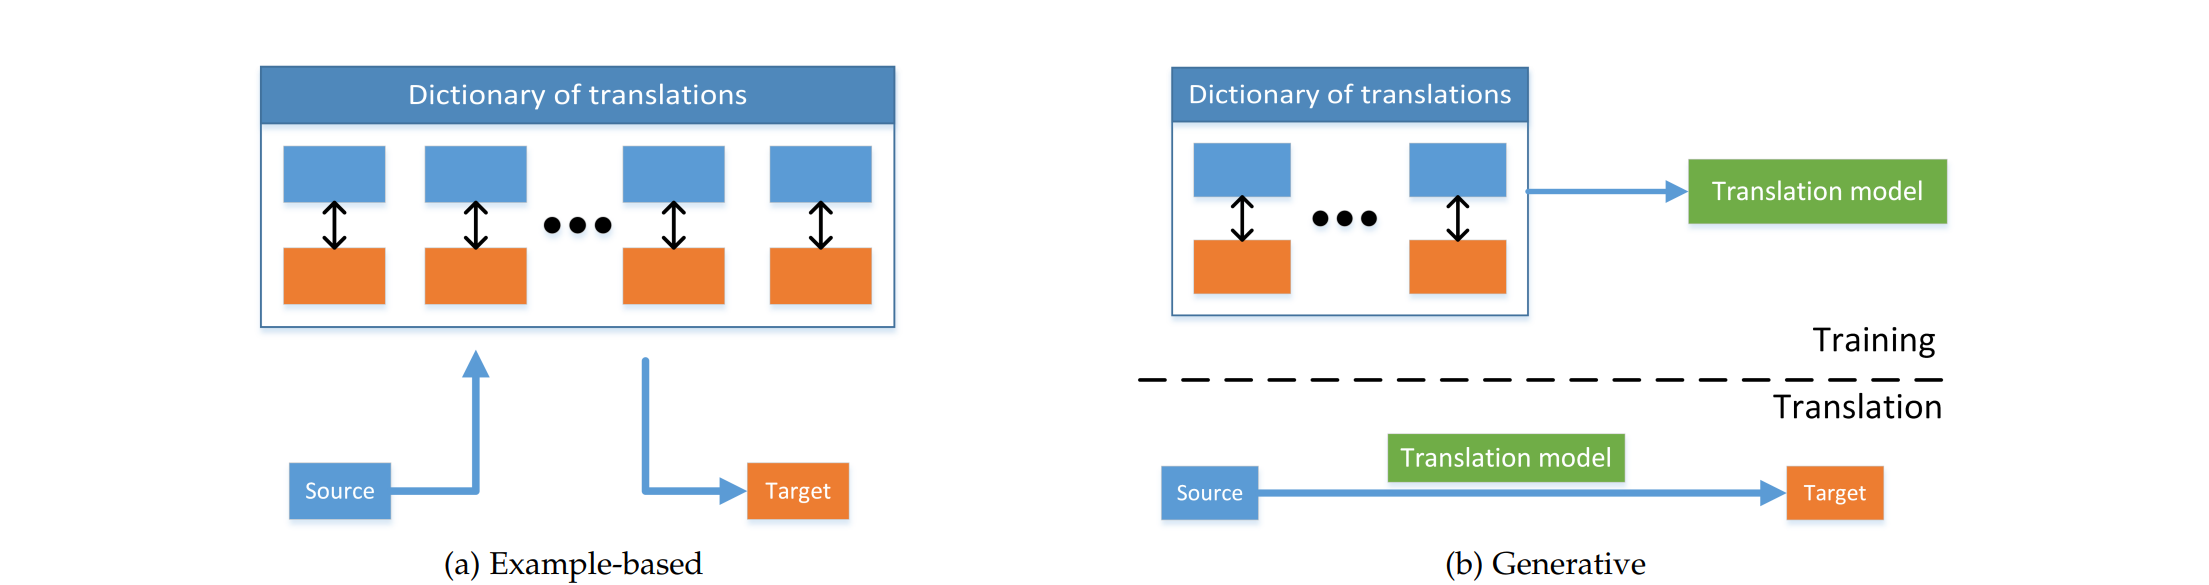 Dictionary of translations
Source
Target
(a) Example-based
Dictionary of translations
Translation model
Training
Translation
Translation model
Source
Target
(b) Generative